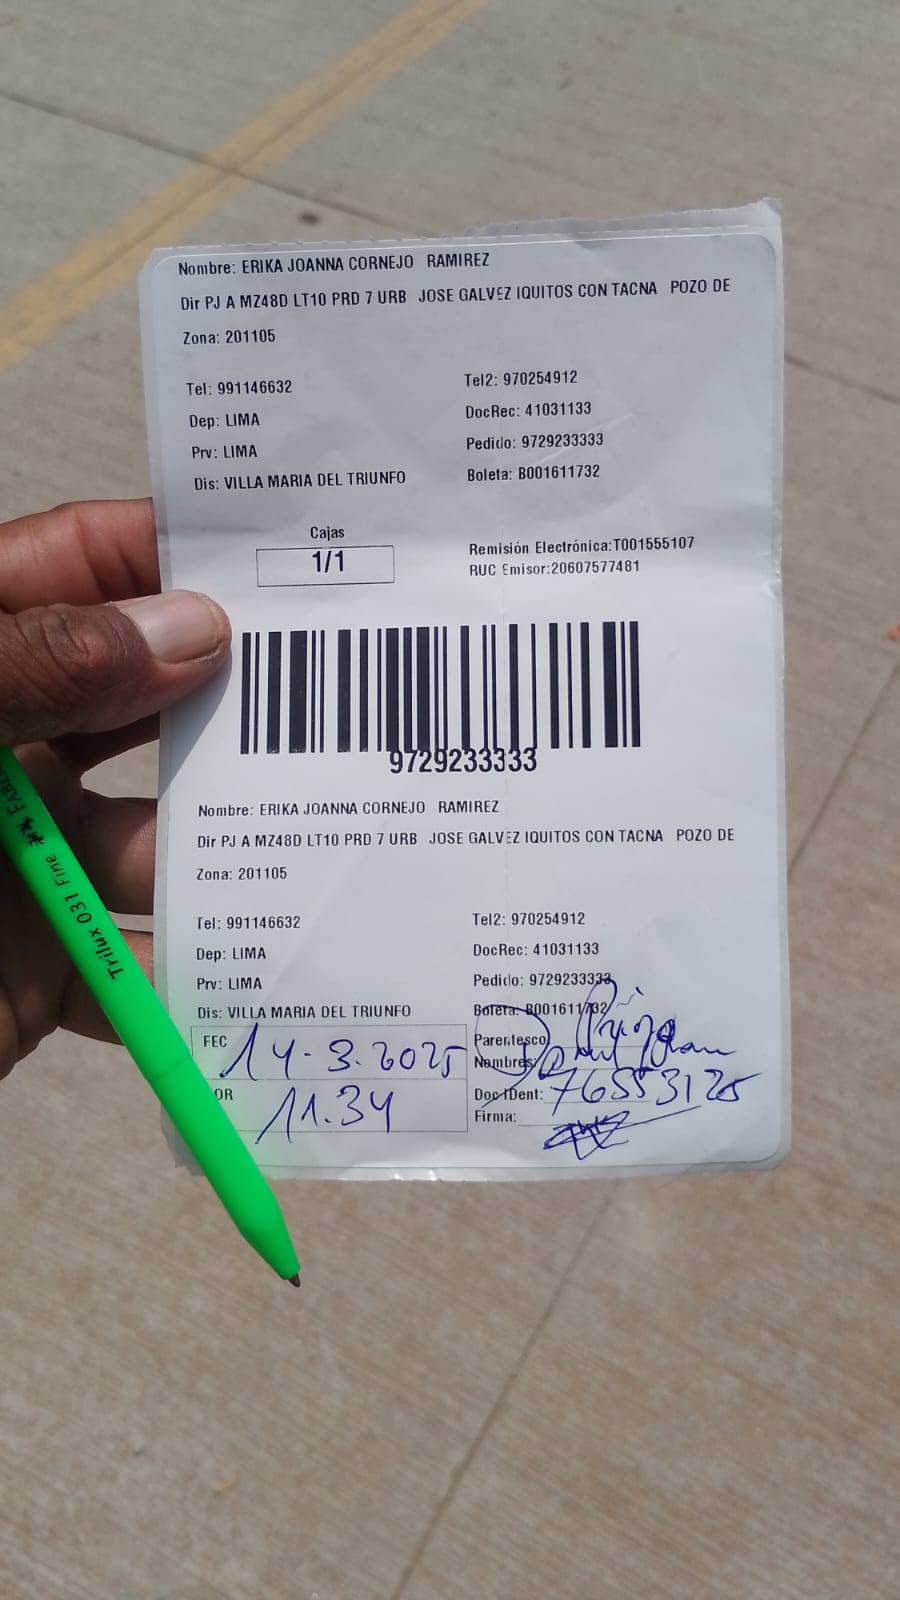 Nombre: ERIKA JOANNA CORNEJO RAMIREZ
Dir PJ A MZ48D LT10 PRD 7 URB JOSE GALVEZ IQUITOS CON TACNA POZO DE
Zona: 201105
Tel: 991146632 Tel2: 970254912
Dep: LIMA DocRec: 41031133
Prv: LIMA Pedido: 9729233333
Dis: VILLA MARIA DEL TRIUNFO Boleta: B001611732
Cajas
1/1
Remisión Electrónica:T001555107
RUC Emisor:20607577481
9729233333
Nombre: ERIKA JOANNA CORNEJO RAMIREZ
Dir PJ A MZ48D LT10 PRD 7 URB JOSE GALVEZ IQUITOS CON TACNA POZO DE
Zona: 201105
Tel: 991146632 Tel2: 970254912
Dep: LIMA DocRec: 41031133
Prv: LIMA Pedido: 9729233333
Dis: VILLA MARIA DEL TRIUNFO Boleta: B001611732
FEC 14-3.2025 Parentesco
Nombres:
OR 11.34 Doc IDent: 76553125
Firma:
Trilux 031 Fine